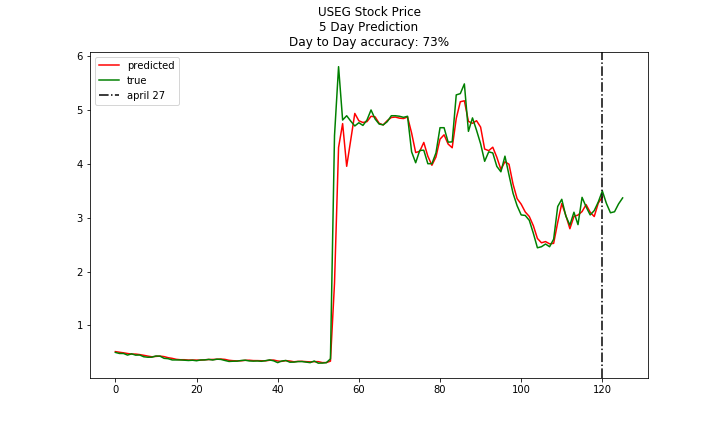 USEG Stock Price
5 Day Prediction
Day to Day accuracy: 73%
predicted
true
april 27
6
5
4
3
2
1
0 20 40 60 80 100 120